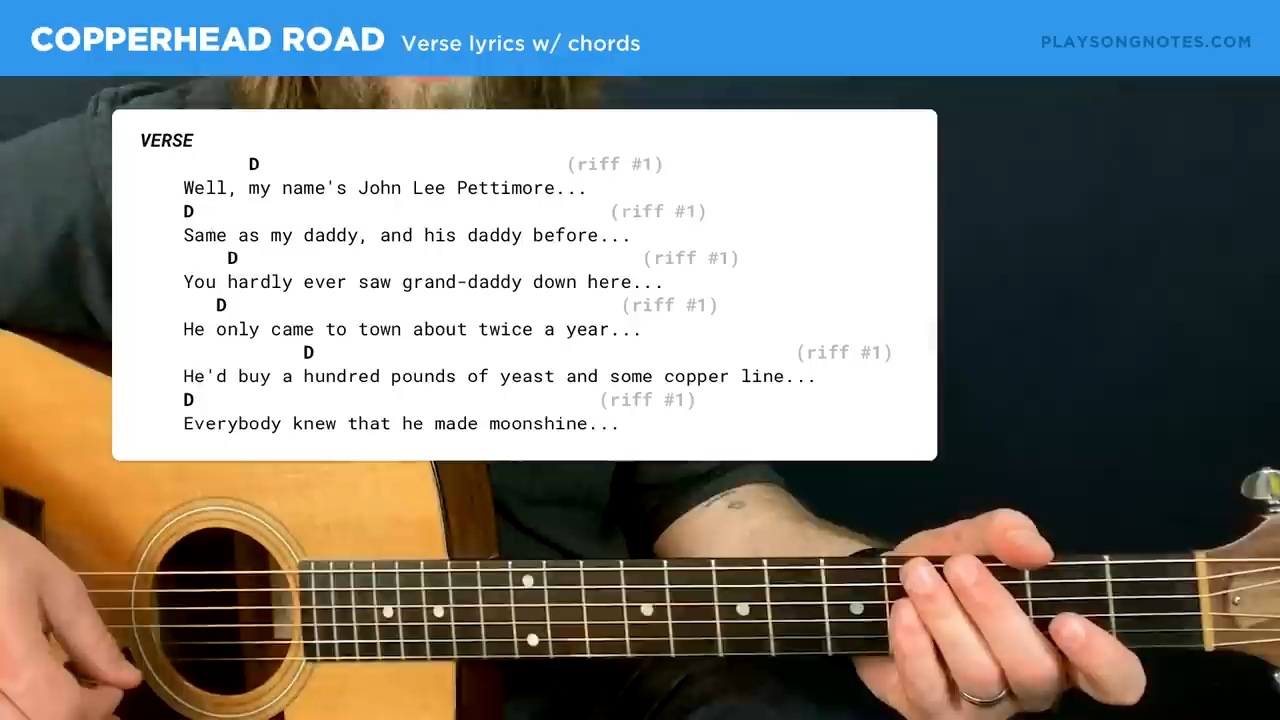 COPPERHEAD ROAD Verse lyrics w/ chords PLAYSONGNOTES.COM
VERSE
D (riff #1)
Well, my name's John Lee Pettimore...
D (riff #1)
Same as my daddy, and his daddy before...
D (riff #1)
You hardly ever saw grand-daddy down here...
D (riff #1)
He only came to town about twice a year...
D (riff #1)
He'd buy a hundred pounds of yeast and some copper line...
D (riff #1)
Everybody knew that he made moonshine...